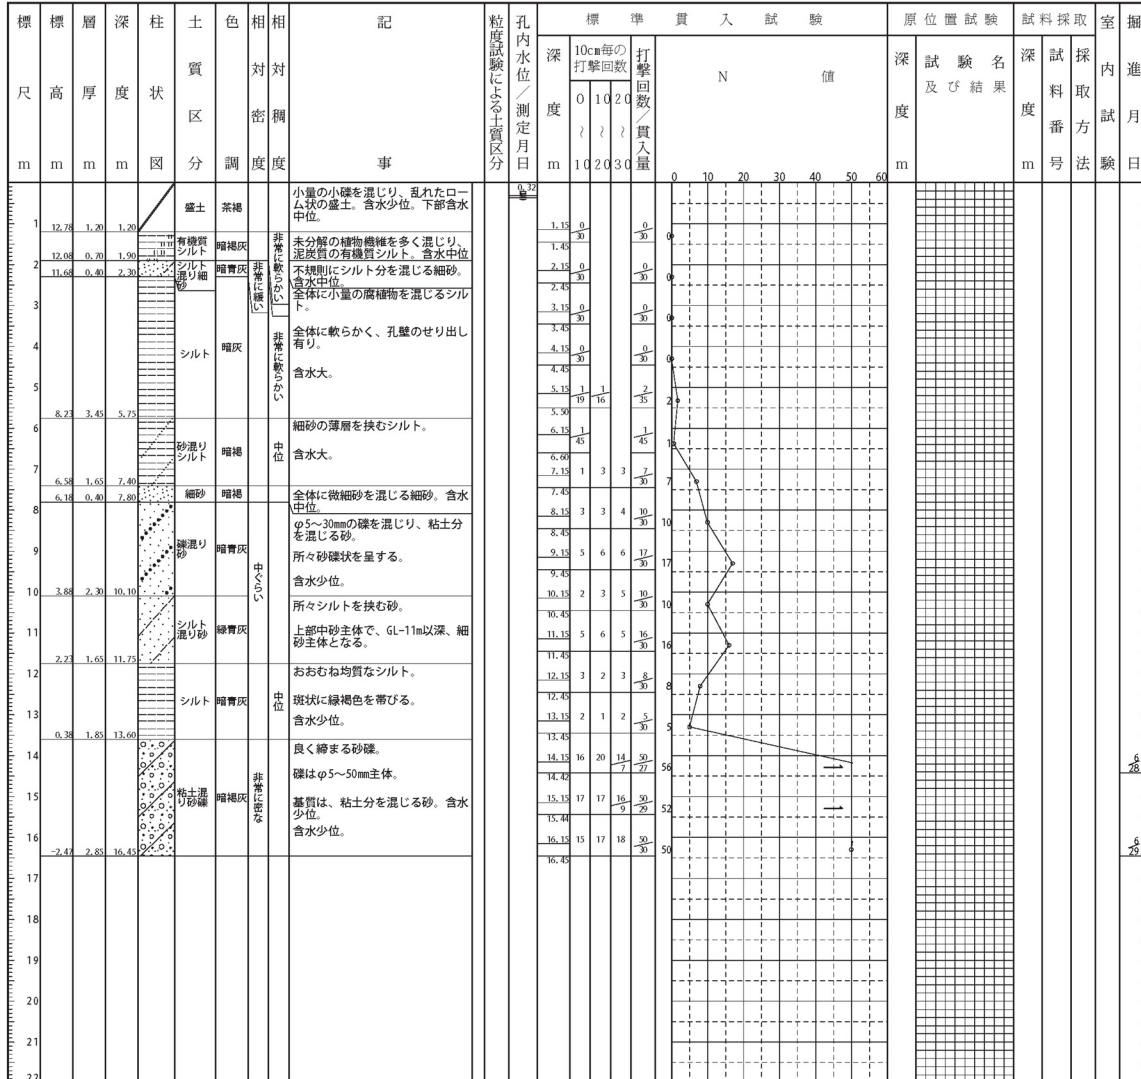 標尺 m
標高 m
層厚 m
深度 m
柱状図
土質区分
色調
相対密度
相対稠度
記事
粒度試験による土質区分
孔内水位/測定月日
標準貫入試験
深度 m
10cm毎の
打撃回数
0 10 20
~ ~ ~
10 20 30
打撃回数/貫入量
N 値
0 10 20 30 40 50 60
原位置試験
深度 m
試験名
及び結果
試料採取
深度 m
試料番号
採取方法
室内試験
掘進月日
0.32
12.78 1.20 1.20
盛土
茶褐
小量の小礫を混じり、乱れたロー
ム状の盛土。含水少位。下部含水
中位。
12.08 0.70 1.90
有機質
シルト
暗褐灰
非常に軟らかい
未分解の植物繊維を多く混じり、
泥炭質の有機質シルト。含水中位
11.68 0.40 2.30
シルト
混り細
砂
暗青灰
非常に緩い
不規則にシルト分を混じる細砂。
含水中位。
8.23 3.45 5.75
シルト
暗灰
非常に軟らかい
全体に小量の腐植物を混じるシル
ト。
全体に軟らかく、孔壁のせり出し
有り。
含水大。
6.58 1.65 7.40
砂混り
シルト
暗褐
中位
細砂の薄層を挟むシルト。
含水大。
6.18 0.40 7.80
細砂
暗褐
全体に微細砂を混じる細砂。含水
中位。
3.88 2.30 10.10
礫混り
砂
暗青灰
中ぐらい
φ5~30mmの礫を混じり、粘土分
を混じる砂。
所々砂礫状を呈する。
含水少位。
2.23 1.65 11.75
シルト
混り砂
緑青灰
所々シルトを挟む砂。
上部中砂主体で、GL-11m以深、細
砂主体となる。
0.38 1.85 13.60
シルト
暗青灰
中位
おおむね均質なシルト。
斑状に緑褐色を帯びる。
含水少位。
-2.47 2.85 16.45
粘土混
り砂礫
暗褐灰
非常に密な
良く締まる砂礫。
礫はφ5~50mm主体。
基質は、粘土分を混じる砂。含水
少位。
含水少位。
1
2
3
4
5
6
7
8
9
10
11
12
13
14
15
16
17
18
19
20
21
22
1.15 0/30 0/30 0
1.45
2.15 0/30 0/30 0
2.45
3.15 0/30 0/30 0
3.45
4.15 0/30 0/30 0
4.45
5.15 1/19 1/16 2/35 2
5.50
6.15 1/45 1/45 1
6.60
7.15 1 3 3 7/30 7
7.45
8.15 3 3 4 10/30 10
8.45
9.15 5 6 6 17/30 17
9.45
10.15 2 3 5 10/30 10
10.45
11.15 5 6 5 16/30 16
11.45
12.15 3 2 3 8/30 8
12.45
13.15 2 1 2 5/30 5
13.45
14.15 16 20 14/7 50/27 56
14.42
15.15 17 17 16/9 50/29 52
15.44
16.15 15 17 18 50/30 50
16.45
6/28
6/29